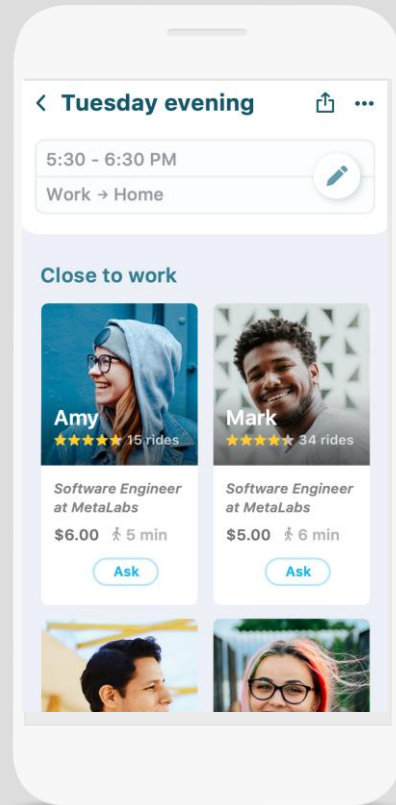 Tuesday evening
5:30 - 6:30 PM
Work → Home
Close to work
Amy
15 rides
Mark
34 rides
Software Engineer
at MetaLabs
$6.00 5 min
Ask
Software Engineer
at MetaLabs
$5.00 6 min
Ask